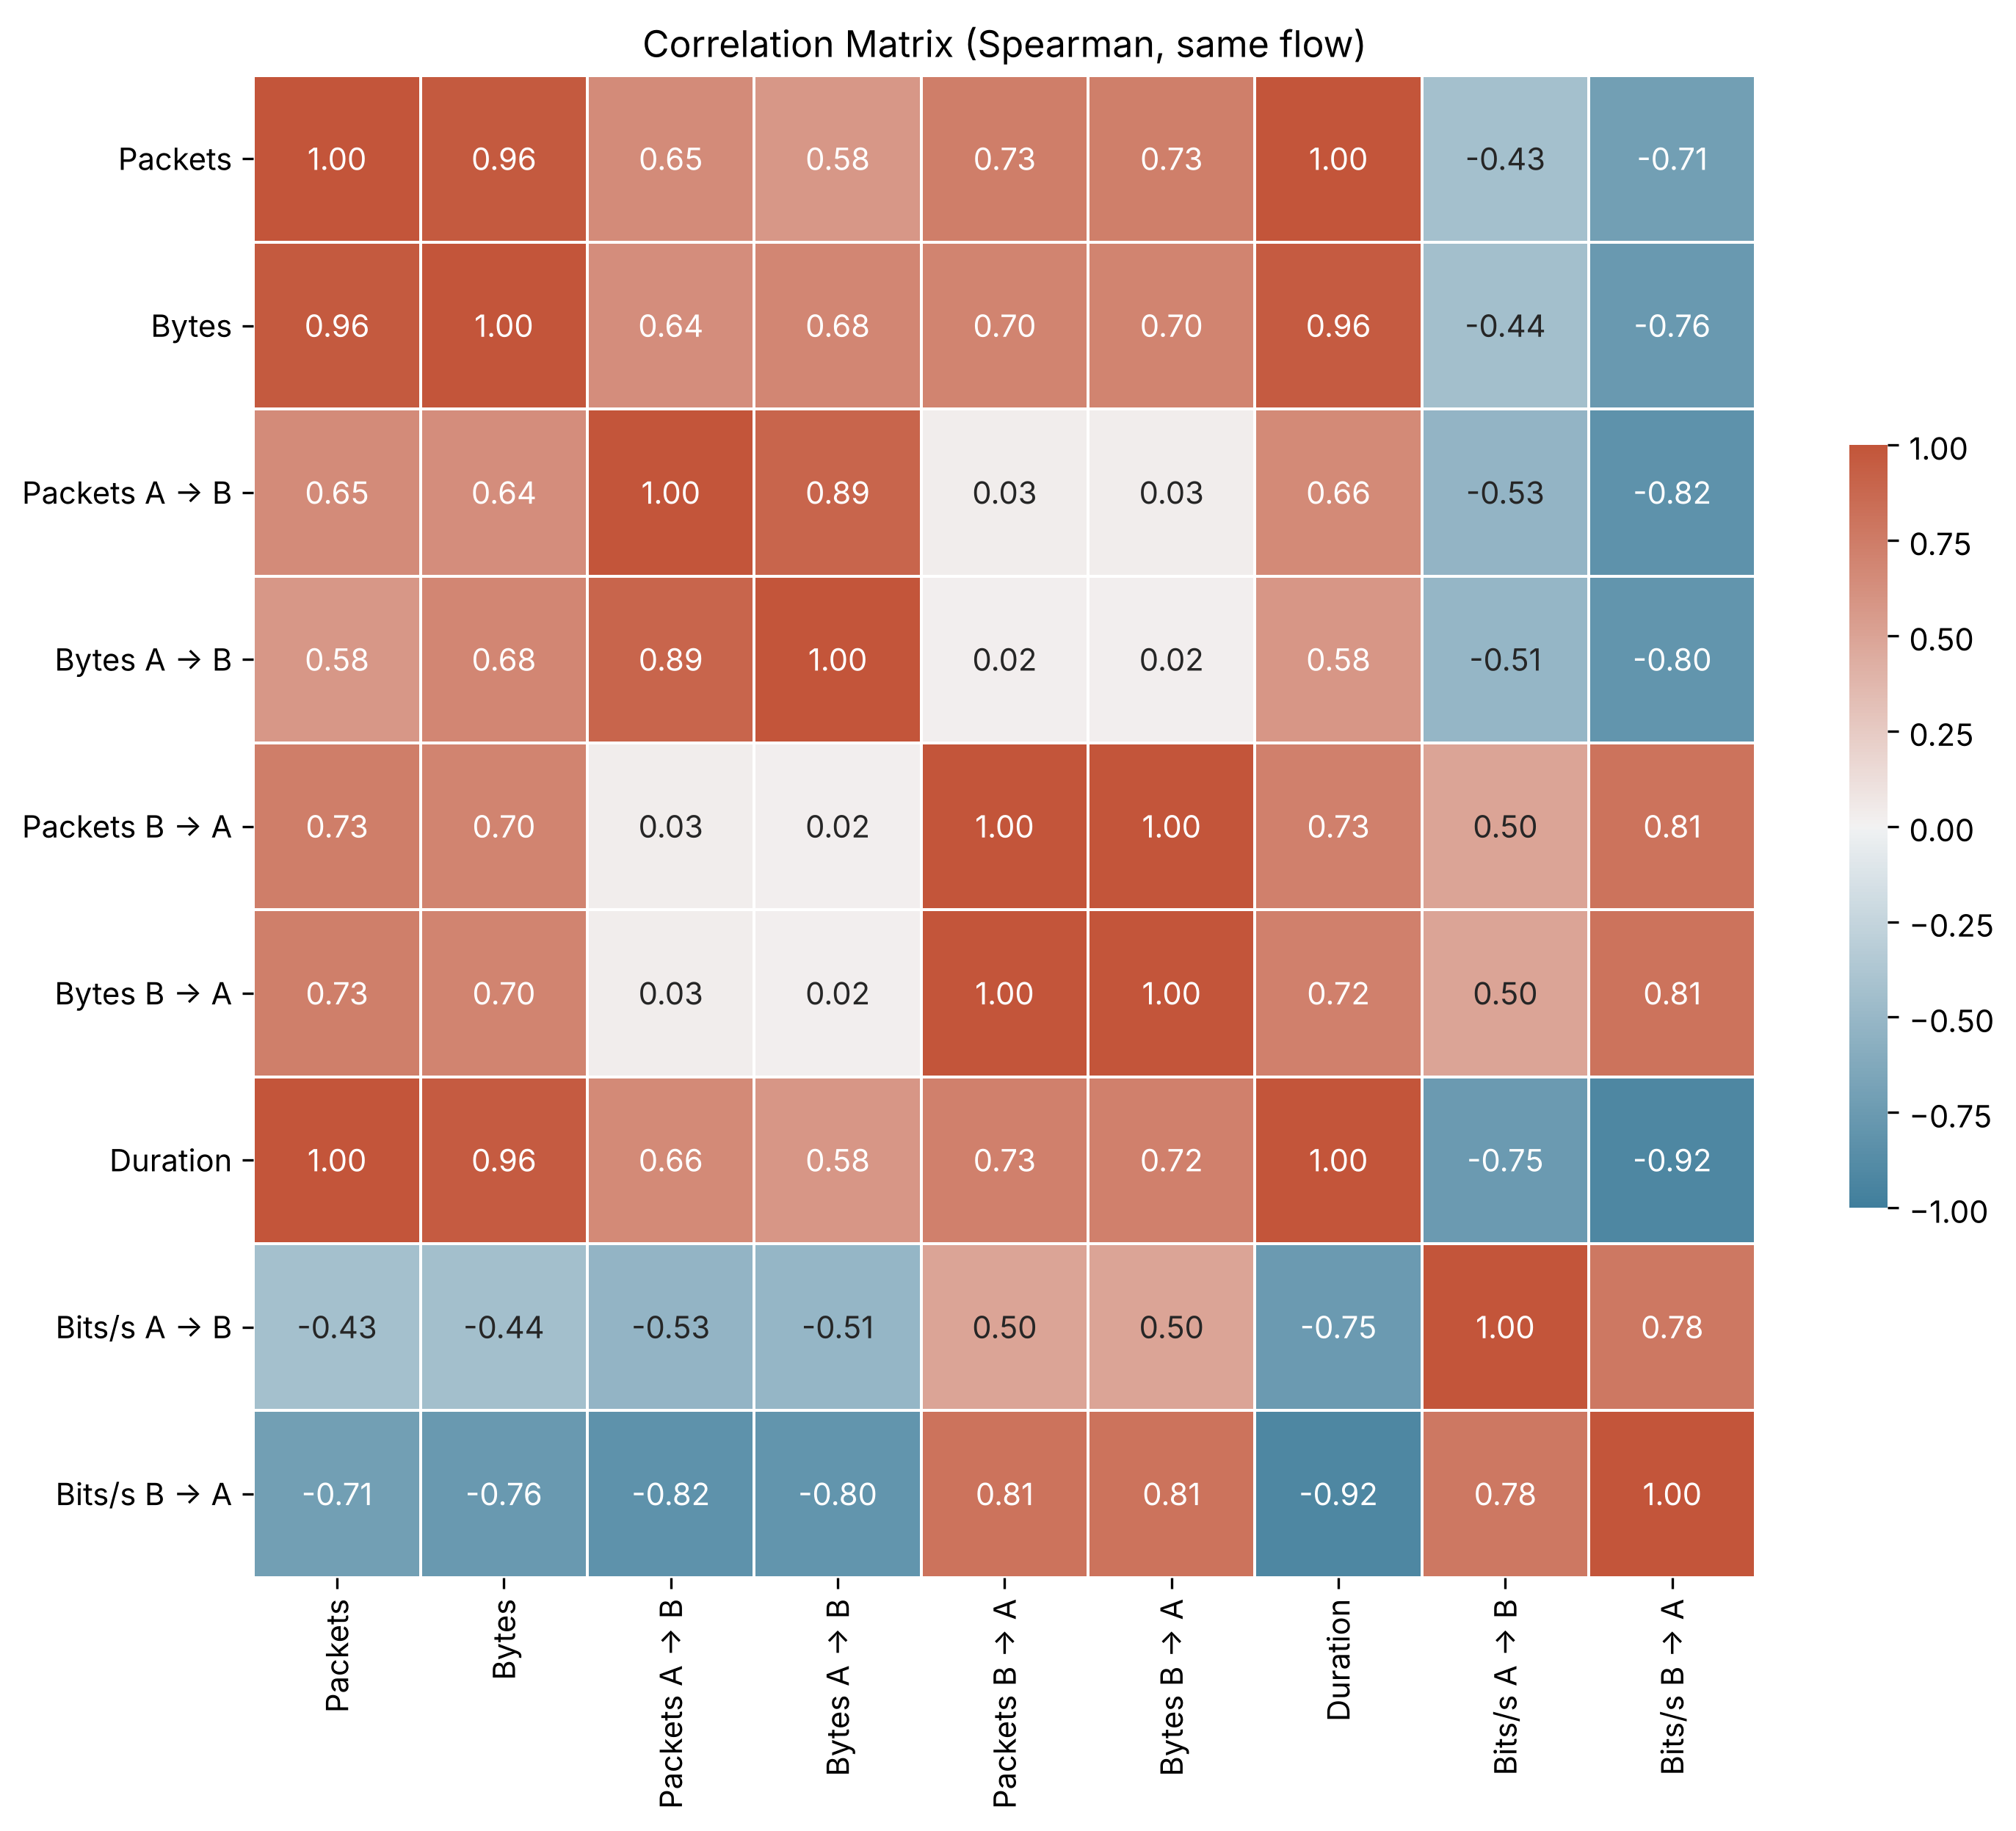 Correlation Matrix (Spearman, same flow)
Packets 1.00 0.96 0.65 0.58 0.73 0.73 1.00 -0.43 -0.71
Bytes 0.96 1.00 0.64 0.68 0.70 0.70 0.96 -0.44 -0.76
Packets A → B 0.65 0.64 1.00 0.89 0.03 0.03 0.66 -0.53 -0.82
Bytes A → B 0.58 0.68 0.89 1.00 0.02 0.02 0.58 -0.51 -0.80
Packets B → A 0.73 0.70 0.03 0.02 1.00 1.00 0.73 0.50 0.81
Bytes B → A 0.73 0.70 0.03 0.02 1.00 1.00 0.72 0.50 0.81
Duration 1.00 0.96 0.66 0.58 0.73 0.72 1.00 -0.75 -0.92
Bits/s A → B -0.43 -0.44 -0.53 -0.51 0.50 0.50 -0.75 1.00 0.78
Bits/s B → A -0.71 -0.76 -0.82 -0.80 0.81 0.81 -0.92 0.78 1.00
Packets
Bytes
Packets A → B
Bytes A → B
Packets B → A
Bytes B → A
Duration
Bits/s A → B
Bits/s B → A
1.00
0.75
0.50
0.25
0.00
−0.25
−0.50
−0.75
−1.00